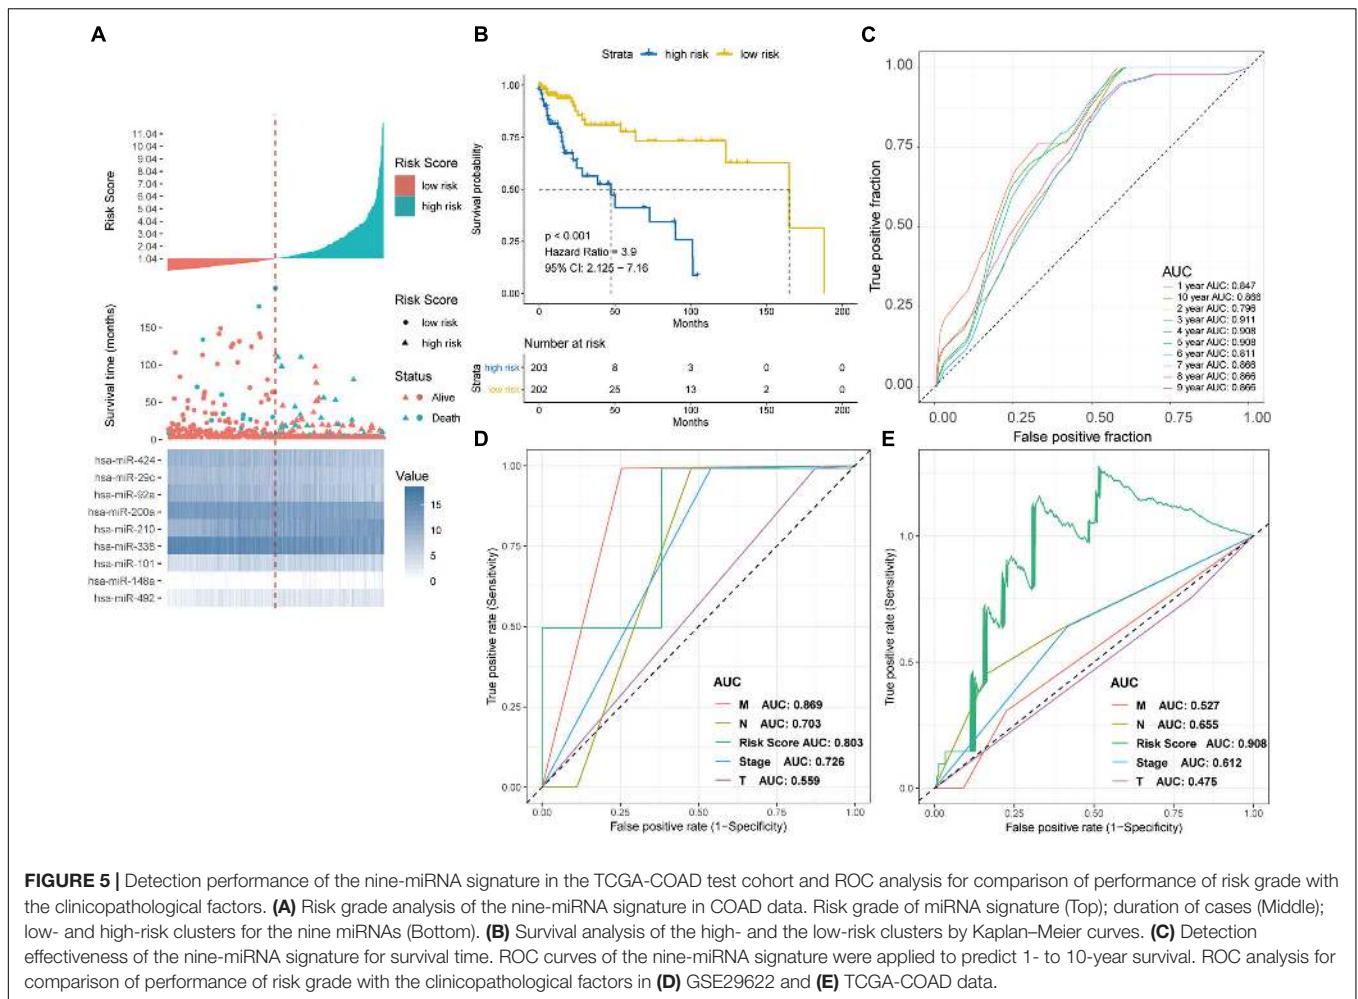 A
Risk Score
11.04
10.04
9.04
8.04
7.04
6.04
5.04
4.04
3.04
2.04
1.04
Risk Score
low risk
high risk
Survival time (months)
150
100
50
0
Risk Score
low risk
high risk
Status
Alive
Death
hsa-miR-424
hsa-miR-29c
hsa-miR-92a
hsa-miR-200a
hsa-miR-210
hsa-miR-338
hsa-miR-101
hsa-miR-148a
hsa-miR-492
Value
15
10
5
0
B
Strata high risk low risk
Survival probability
1.00
0.75
0.50
0.25
0.00
p < 0.001
Hazard Ratio = 3.9
95% CI: 2.125 − 7.16
0 50 100 150 200
Months
Number at risk
Strata
high risk 203 8 3 0 0
low risk 202 25 13 2 0
0 50 100 150 200
Months
C
True positive fraction
1.00
0.75
0.50
0.25
0.00
AUC
1 year AUC: 0.847
10 year AUC: 0.866
2 year AUC: 0.796
3 year AUC: 0.911
4 year AUC: 0.908
5 year AUC: 0.908
6 year AUC: 0.811
7 year AUC: 0.866
8 year AUC: 0.866
9 year AUC: 0.866
0.00 0.25 0.50 0.75 1.00
False positive fraction
D
True positive rate (Sensitivity)
1.00
0.75
0.50
0.25
0.00
AUC
M AUC: 0.869
N AUC: 0.703
Risk Score AUC: 0.803
Stage AUC: 0.726
T AUC: 0.559
0.00 0.25 0.50 0.75 1.00
False positive rate (1−Specificity)
E
True positive rate (Sensitivity)
1.0
0.5
0.0
AUC
M AUC: 0.527
N AUC: 0.655
Risk Score AUC: 0.908
Stage AUC: 0.612
T AUC: 0.475
0.00 0.25 0.50 0.75 1.00
False positive rate (1−Specificity)
FIGURE 5 | Detection performance of the nine-miRNA signature in the TCGA-COAD test cohort and ROC analysis for comparison of performance of risk grade with
the clinicopathological factors. (A) Risk grade analysis of the nine-miRNA signature in COAD data. Risk grade of miRNA signature (Top); duration of cases (Middle);
low- and high-risk clusters for the nine miRNAs (Bottom). (B) Survival analysis of the high- and the low-risk clusters by Kaplan–Meier curves. (C) Detection
effectiveness of the nine-miRNA signature for survival time. ROC curves of the nine-miRNA signature were applied to predict 1- to 10-year survival. ROC analysis for
comparison of performance of risk grade with the clinicopathological factors in (D) GSE29622 and (E) TCGA-COAD data.